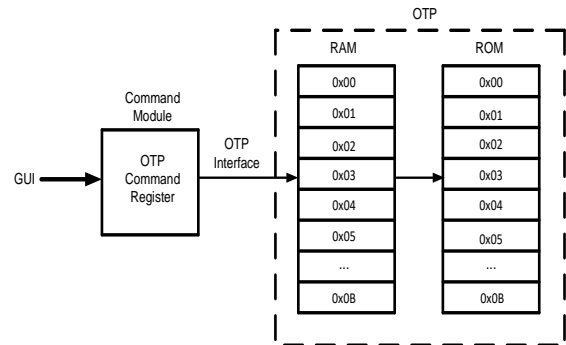 OTP
RAM
ROM
0x00
0x01
0x02
0x03
0x04
0x05
...
0x0B
0x00
0x01
0x02
0x03
0x04
0x05
...
0x0B
Command
Module
OTP
Command
Register
OTP
Interface
GUI